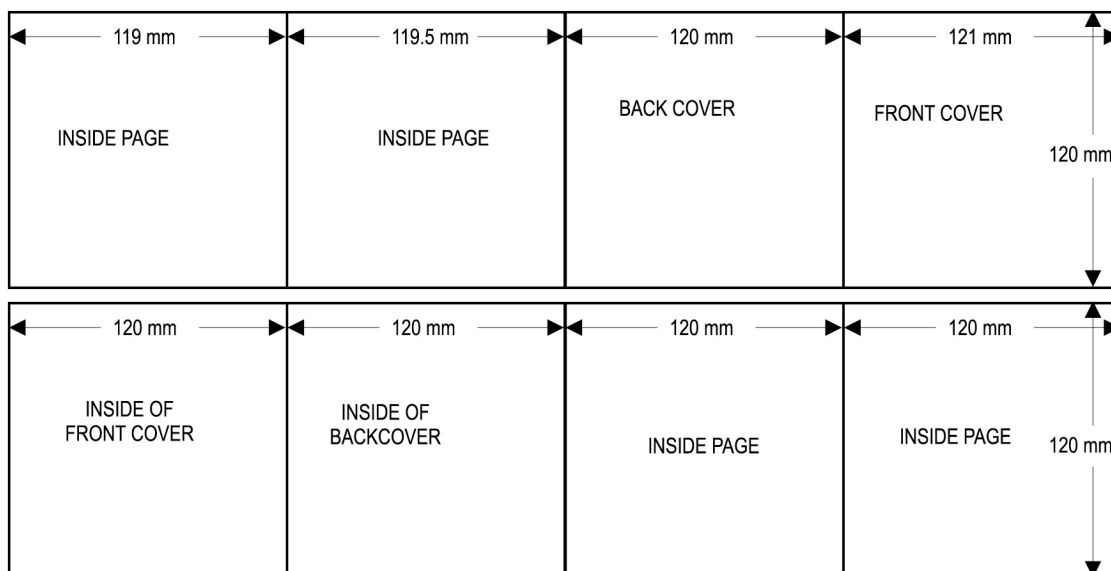 119 mm
119.5 mm
120 mm
121 mm
INSIDE PAGE
INSIDE PAGE
BACK COVER
FRONT COVER
120 mm
120 mm
120 mm
120 mm
120 mm
INSIDE OF
FRONT COVER
INSIDE OF
BACKCOVER
INSIDE PAGE
INSIDE PAGE
120 mm